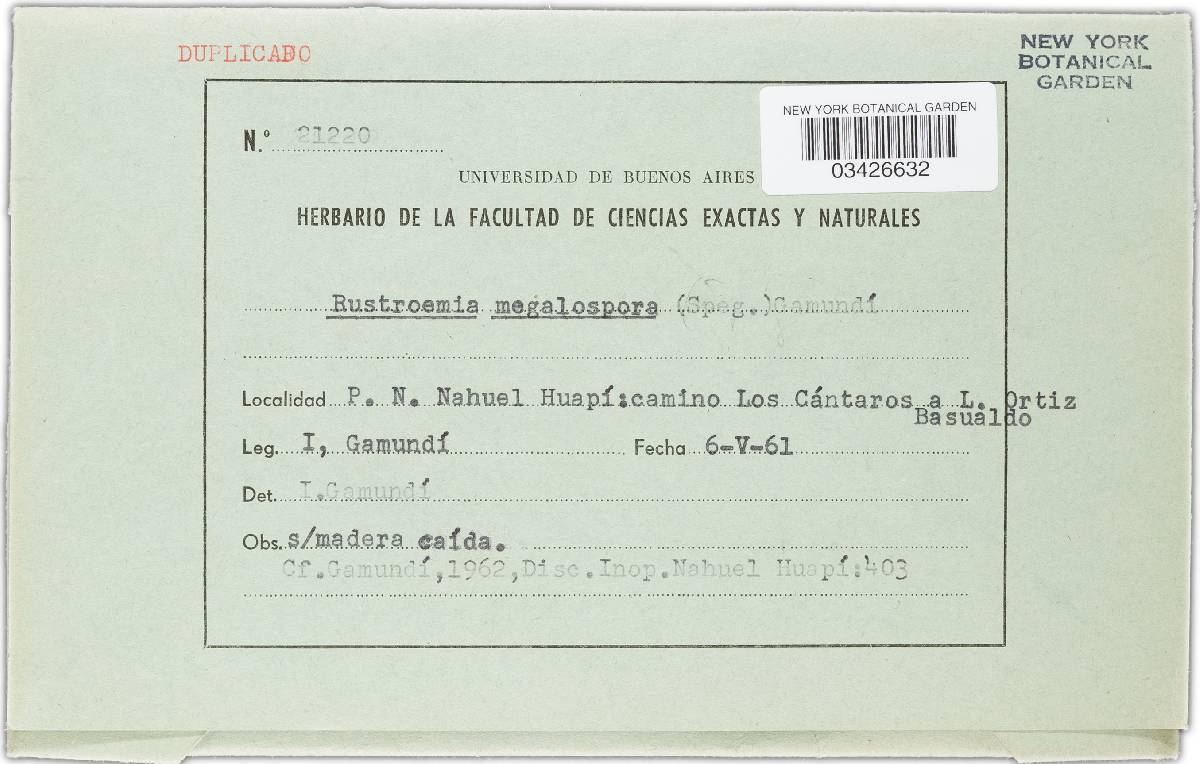 DUPLICADO
NEW YORK
BOTANICAL
GARDEN
NEW YORK BOTANICAL GARDEN
03426632
N.º 21220
UNIVERSIDAD DE BUENOS AIRES
HERBARIO DE LA FACULTAD DE CIENCIAS EXACTAS Y NATURALES
Rustroemia megalospora (Speg.)Gamundí
Localidad P. N. Nahuel Huapí:camino Los Cántaros a L. Ortiz
Basualdo
Leg. I, Gamundí Fecha 6-V-61
Det. I.Gamundí
Obs. s/madera caída.
Cf.Gamundí,1962,Disc.Inop.Nahuel Huapí:403